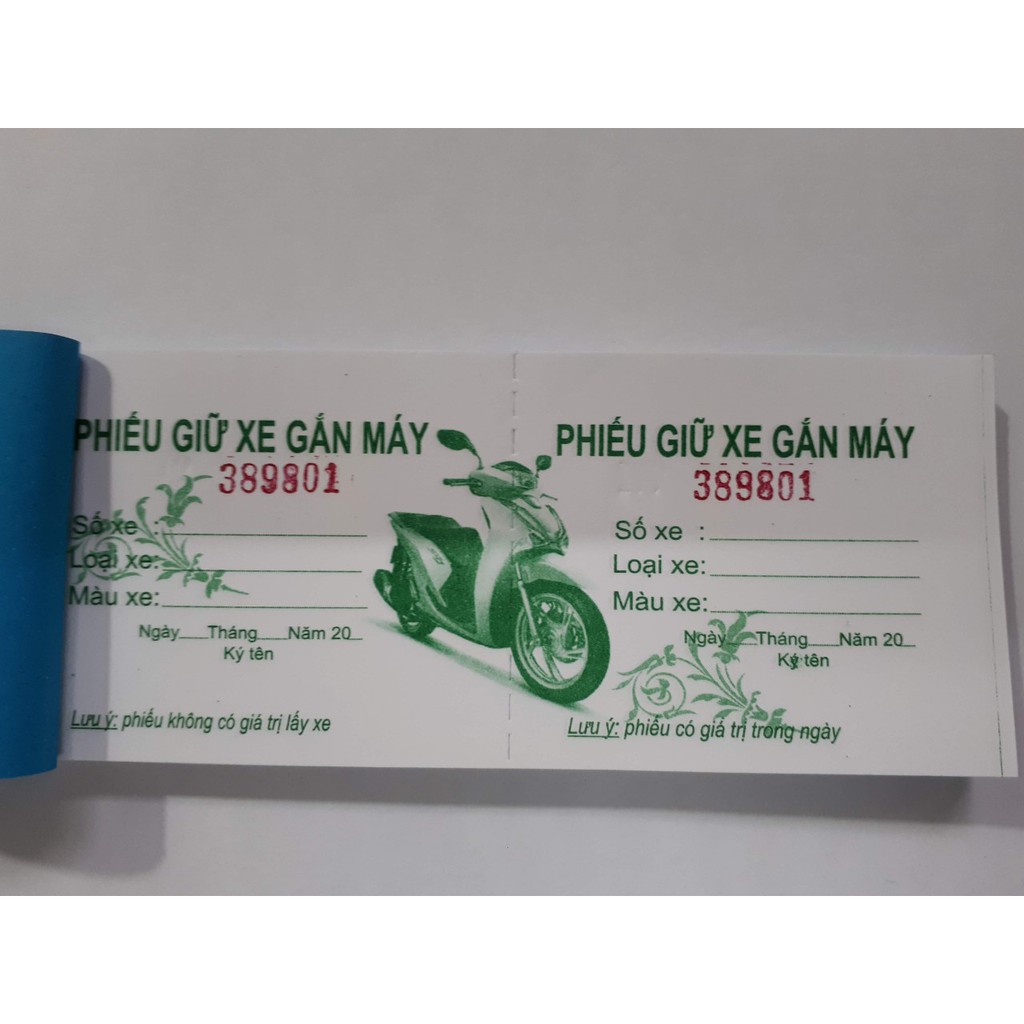 PHIẾU GIỮ XE GẮN MÁY
389801
Số xe :
Loại xe:
Màu xe:
Ngày Tháng Năm 20
Ký tên
Lưu ý: phiếu không có giá trị lấy xe
PHIẾU GIỮ XE GẮN MÁY
389801
Số xe :
Loại xe:
Màu xe:
Ngày Tháng Năm 20
Ký tên
Lưu ý: phiếu có giá trị trong ngày